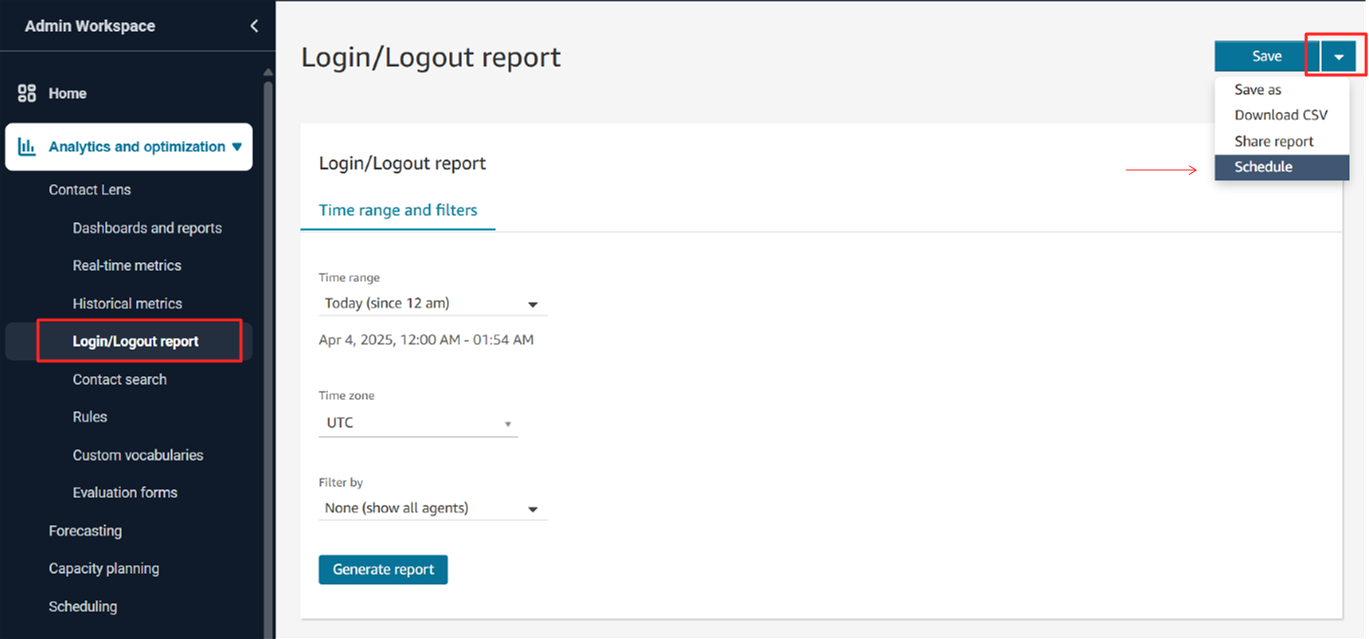 Admin Workspace
Home
Analytics and optimization
Contact Lens
Dashboards and reports
Real-time metrics
Historical metrics
Login/Logout report
Contact search
Rules
Custom vocabularies
Evaluation forms
Forecasting
Capacity planning
Scheduling
Login/Logout report
Save
Save as
Download CSV
Share report
Schedule
Login/Logout report
Time range and filters
Time range
Today (since 12 am)
Apr 4, 2025, 12:00 AM - 01:54 AM
Time zone
UTC
Filter by
None (show all agents)
Generate report